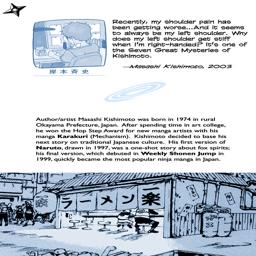 Recently, my shoulder pain has
been getting worse...And it seems
to always be my left shoulder. Why
does my left shoulder get stiff
when I'm right-handed? It's one of
the Seven Great Mysteries of
Kishimoto.
—Masashi Kishimoto, 2003
岸本斉史
Author/artist Masashi Kishimoto was born in 1974 in rural
Okayama Prefecture, Japan. After spending time in art college,
he won the Hop Step Award for new manga artists with his
manga Karakuri (Mechanism). Kishimoto decided to base his
next story on traditional Japanese culture. His first version of
Naruto, drawn in 1997, was a one-shot story about fox spirits;
his final version, which debuted in Weekly Shonen Jump in
1999, quickly became the most popular ninja manga in Japan.
ラーメン楽